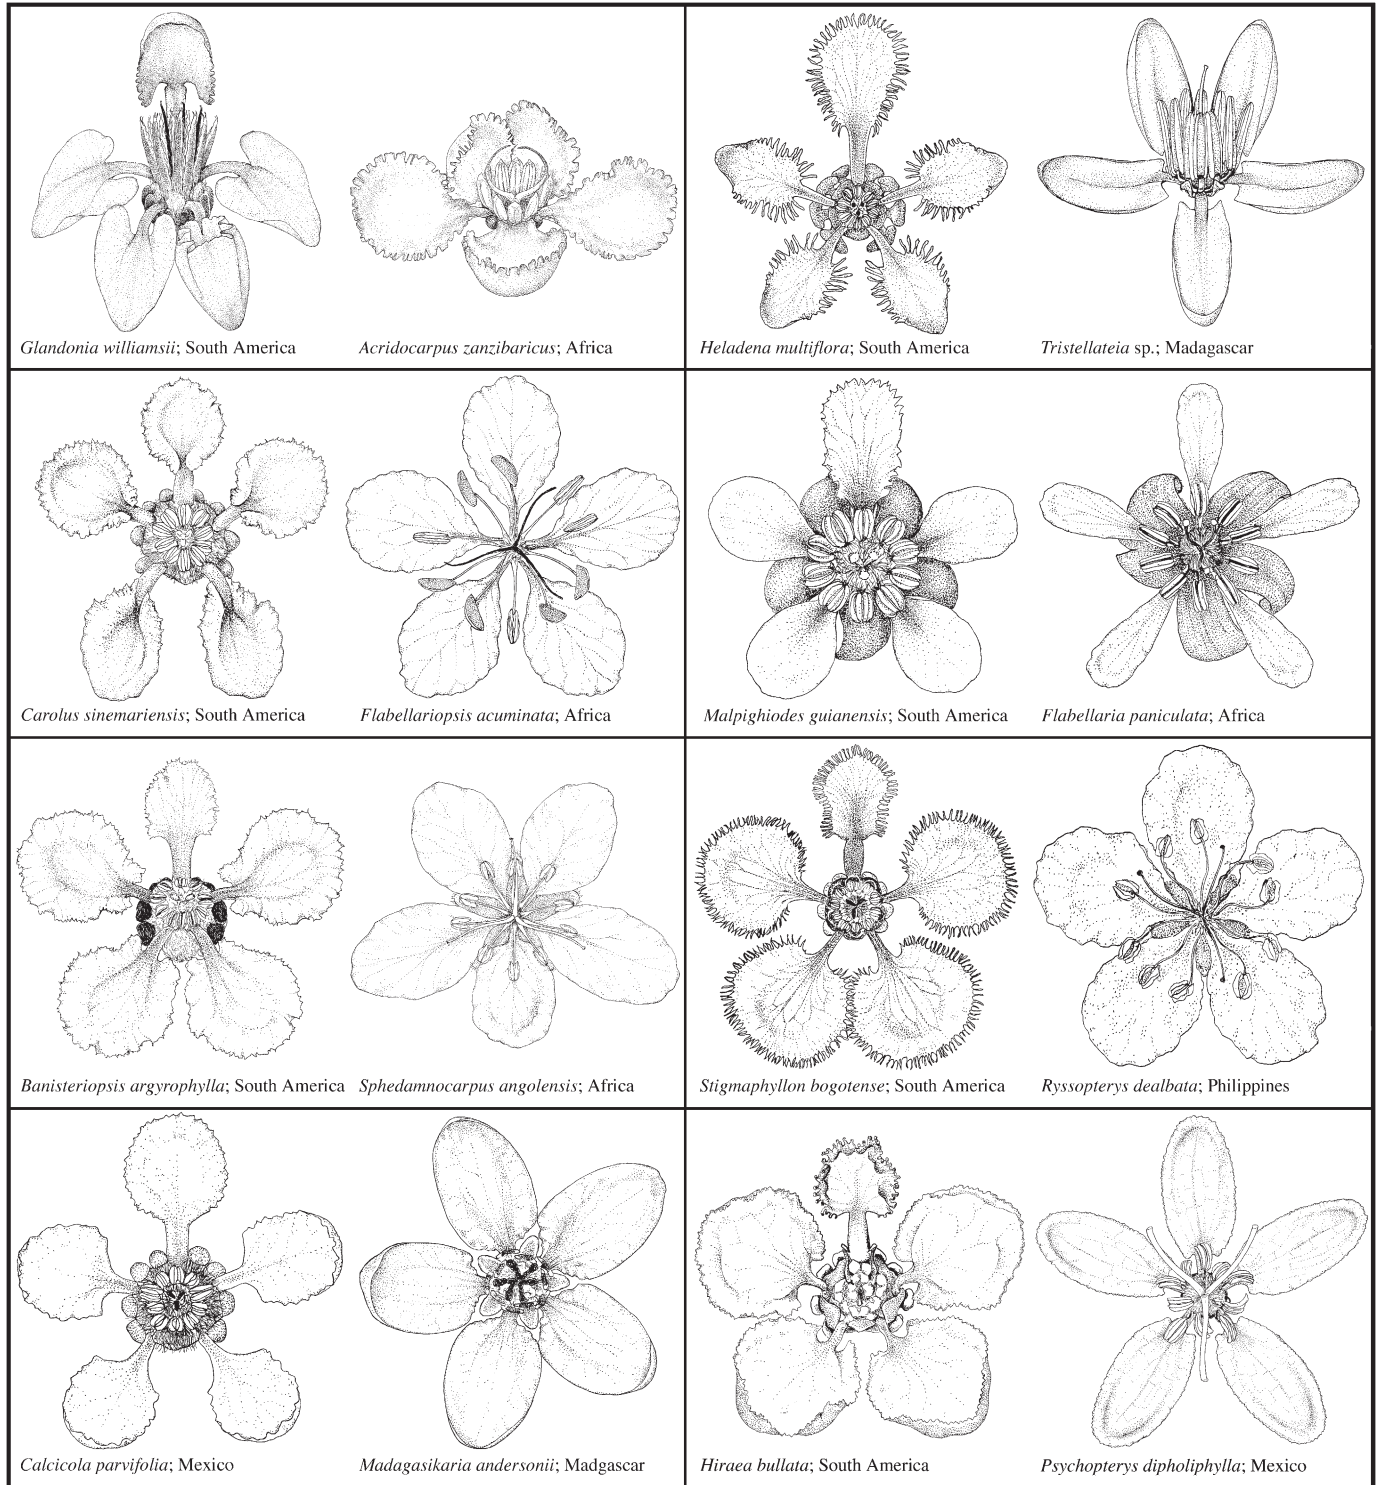 Glandonia williamsii; South America
Acridocarpus zanzibaricus; Africa
Heladena multiflora; South America
Tristellateia sp.; Madagascar
Carolus sinemariensis; South America
Flabellariopsis acuminata; Africa
Malpighiodes guianensis; South America
Flabellaria paniculata; Africa
Banisteriopsis argyrophylla; South America
Sphedamnocarpus angolensis; Africa
Stigmaphyllon bogotense; South America
Ryssopterys dealbata; Philippines
Calcicola parvifolia; Mexico
Madagasikaria andersonii; Madgascar
Hiraea bullata; South America
Psychopterys dipholiphylla; Mexico